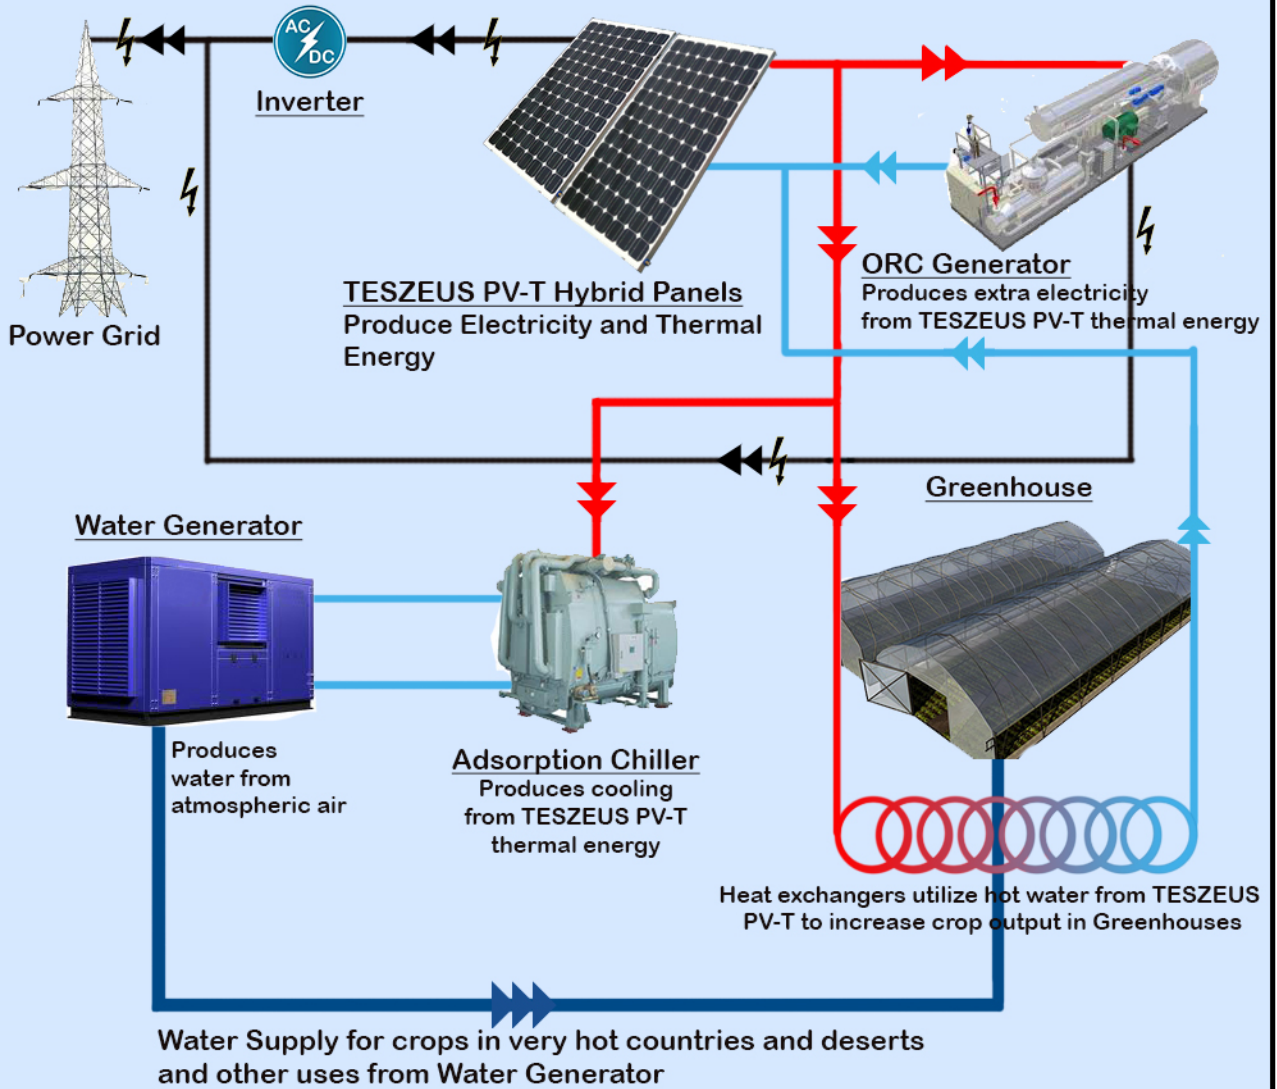 AC
DC
Inverter
Power Grid
TESZEUS PV-T Hybrid Panels
Produce Electricity and Thermal
Energy
ORC Generator
Produces extra electricity
from TESZEUS PV-T thermal energy
Greenhouse
Water Generator
Produces
water from
atmospheric air
Adsorption Chiller
Produces cooling
from TESZEUS PV-T
thermal energy
Heat exchangers utilize hot water from TESZEUS
PV-T to increase crop output in Greenhouses
Water Supply for crops in very hot countries and deserts
and other uses from Water Generator